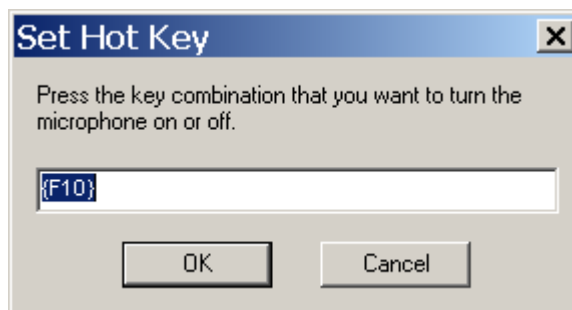 Set Hot Key
Press the key combination that you want to turn the
microphone on or off.
{F10}
OK Cancel